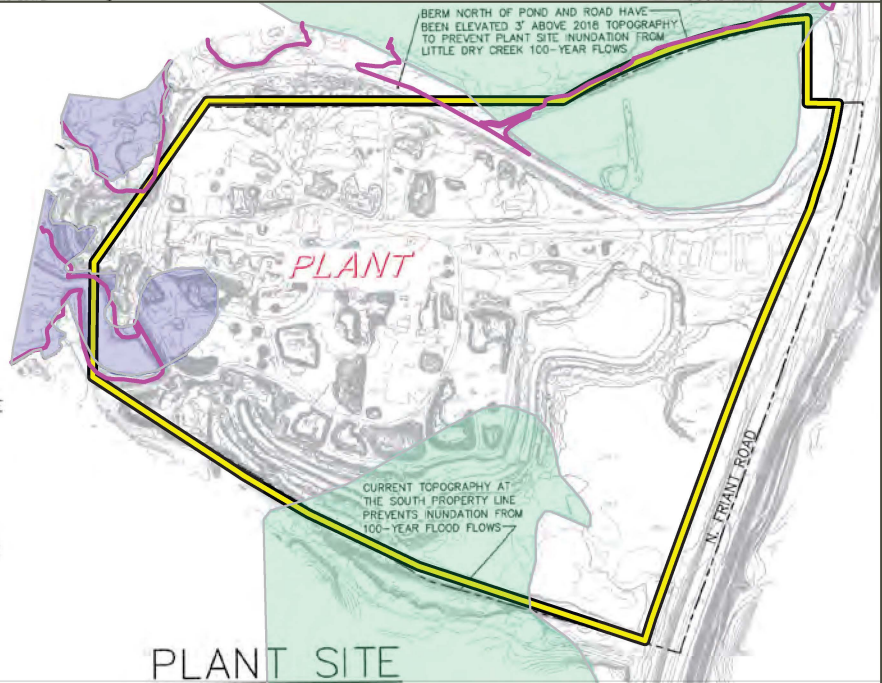 BERM NORTH OF POND AND ROAD HAVE
BEEN ELEVATED 3' ABOVE 2018 TOPOGRAPHY
TO PREVENT PLANT SITE INUNDATION FROM
LITTLE DRY CREEK 100-YEAR FLOWS
PLANT
CURRENT TOPOGRAPHY AT
THE SOUTH PROPERTY LINE
PREVENTS INUNDATION FROM
100-YEAR FLOOD FLOWS
N. FRIANT ROAD
PLANT SITE